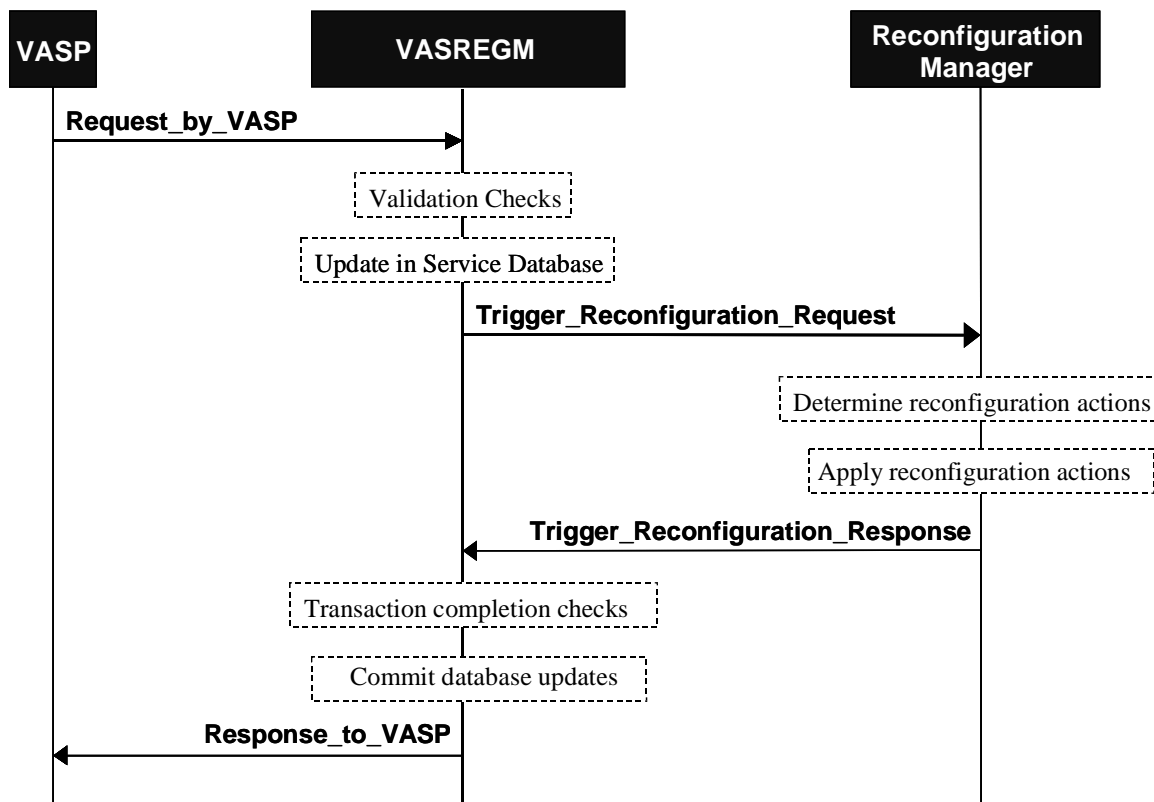 VASP
VASREGM
Reconfiguration
Manager
Request_by_VASP
Validation Checks
Update in Service Database
Trigger_Reconfiguration_Request
Determine reconfiguration actions
Apply reconfiguration actions
Trigger_Reconfiguration_Response
Transaction completion checks
Commit database updates
Response_to_VASP